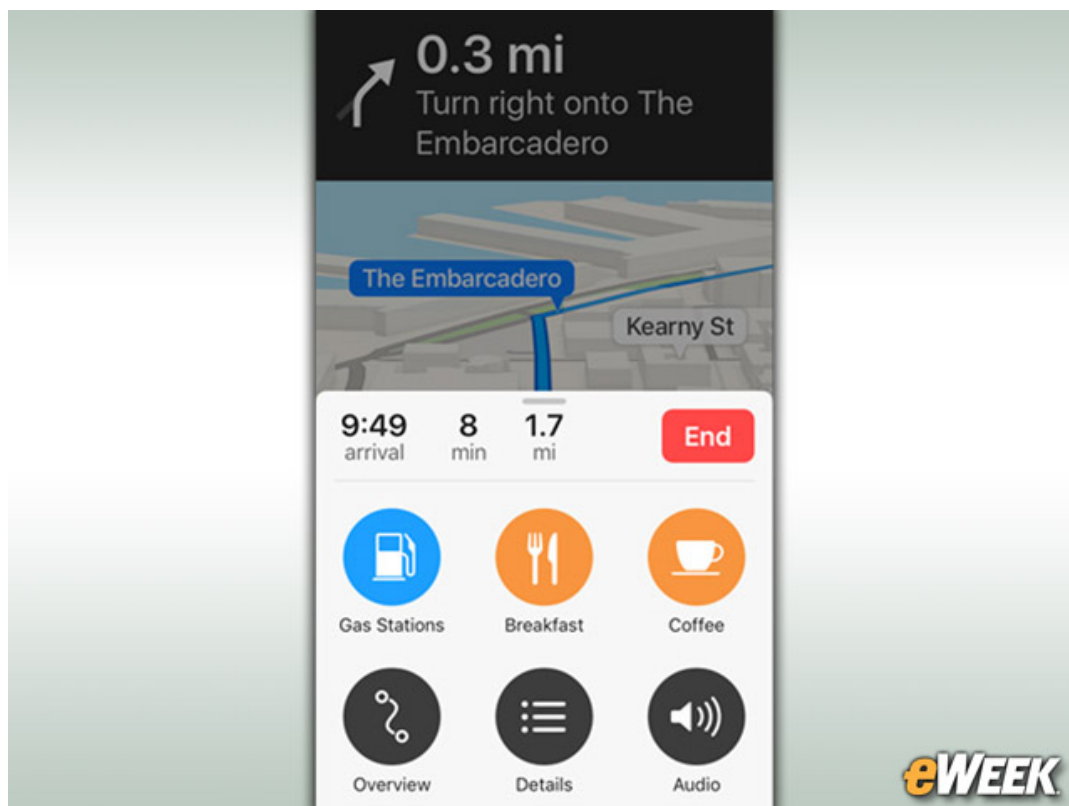 0.3 mi
Turn right onto The
Embarcadero
The Embarcadero
Kearny St
9:49 8 1.7
arrival min mi
End
Gas Stations Breakfast Coffee
Overview Details Audio
eWEEK